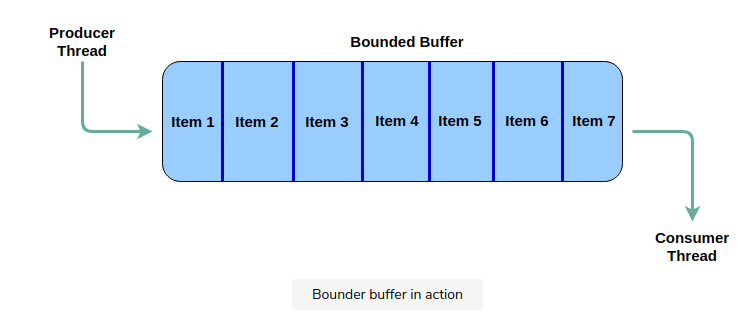 Producer
Thread
Bounded Buffer
Item 1
Item 2
Item 3
Item 4
Item 5
Item 6
Item 7
Consumer
Thread
Bounder buffer in action